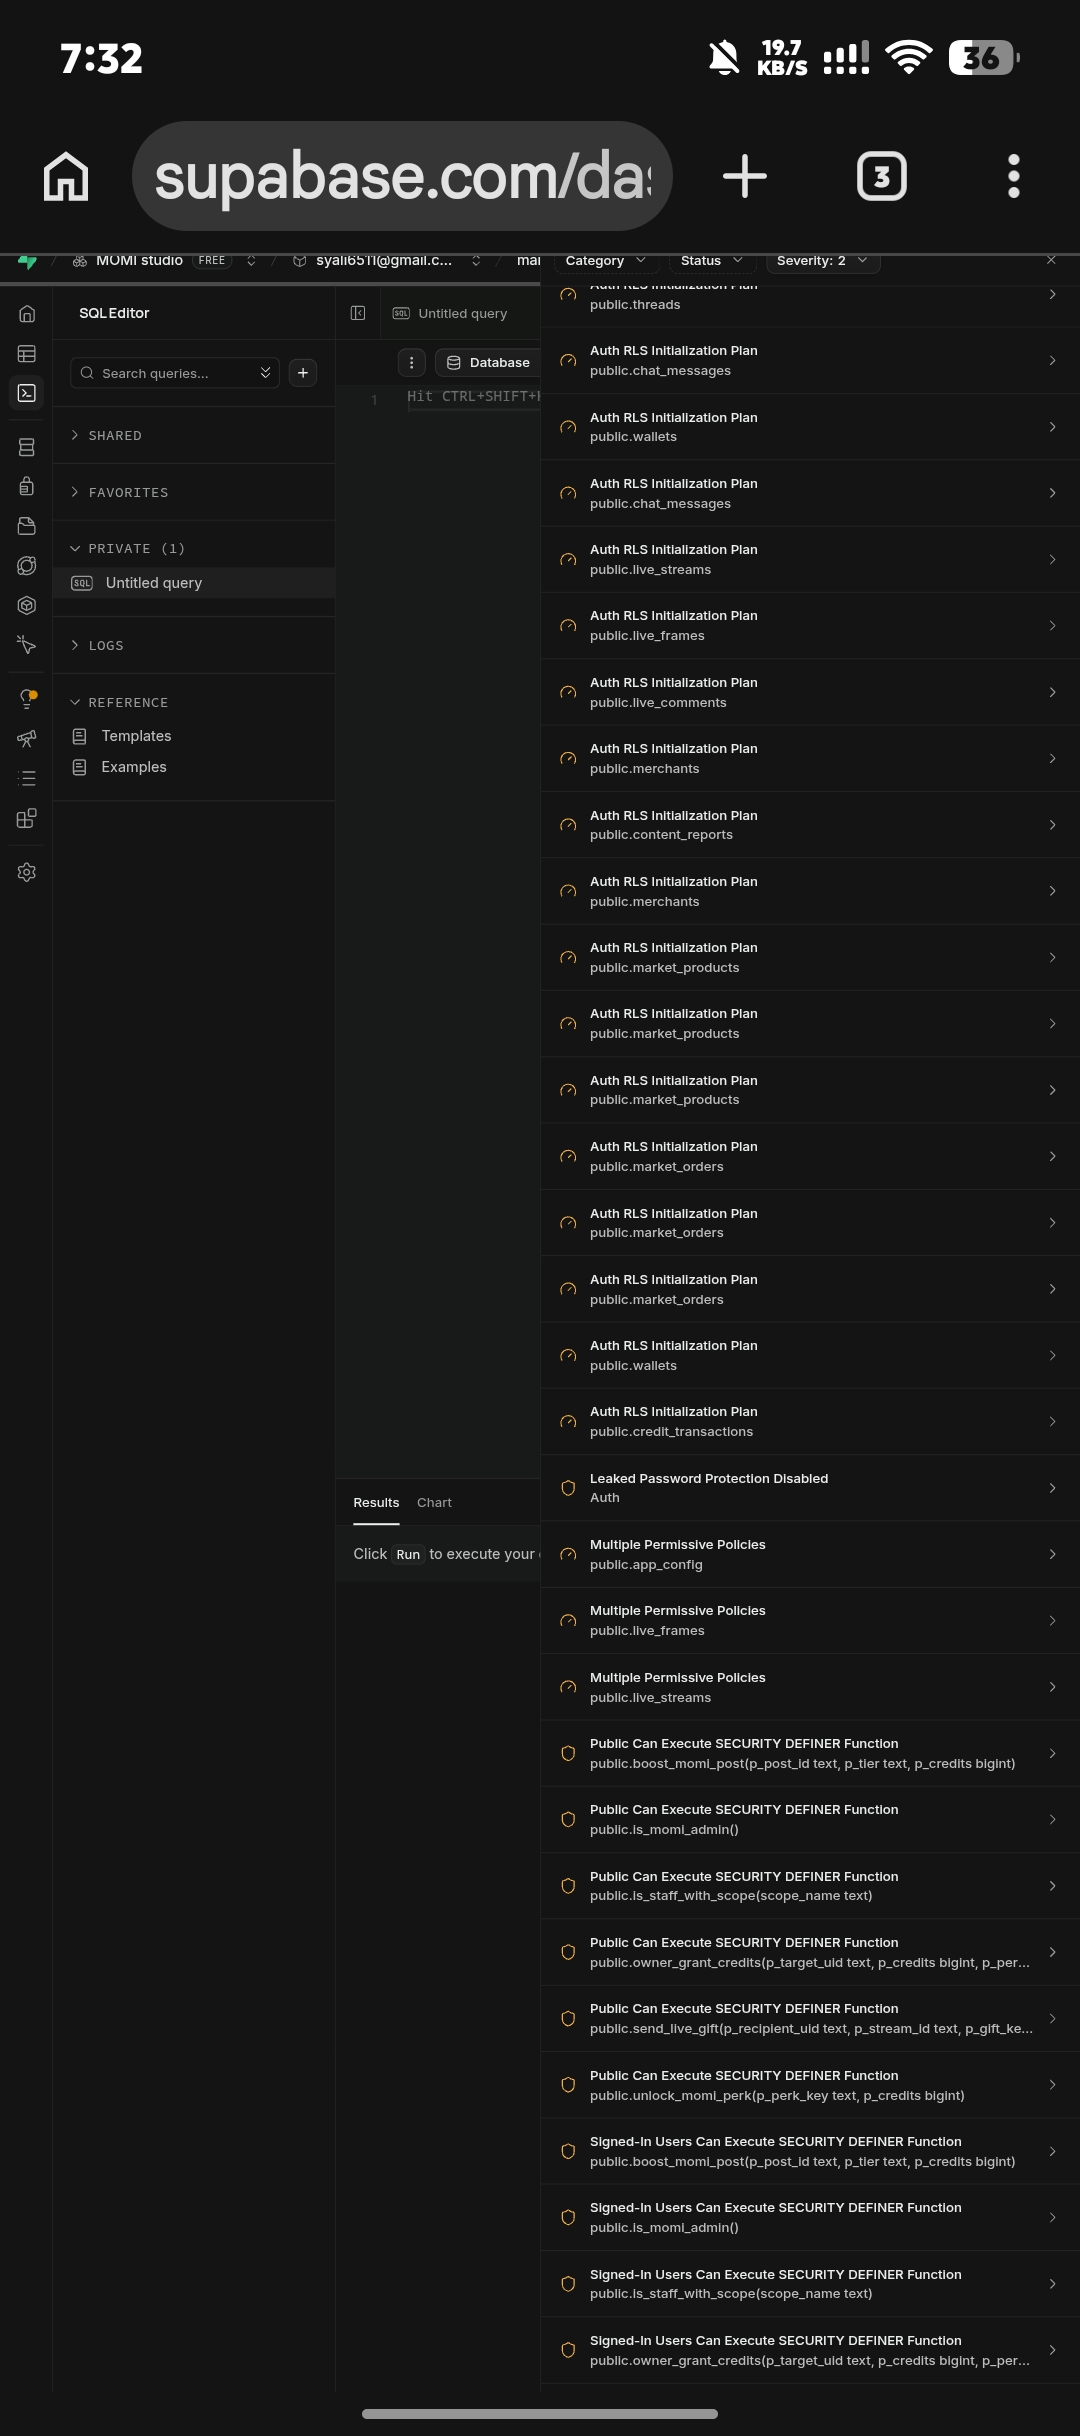 7:32
19.7
KB/S
36
supabase.com/das
3
MOMI studio
FREE
syali6511@gmail.c...
mai
Category
Status
Severity: 2
SQL Editor
Search queries...
SHARED
FAVORITES
PRIVATE (1)
SQL Untitled query
LOGS
REFERENCE
Templates
Examples
SQL Untitled query
Database
1
Hit CTRL+SHIFT+
Results
Chart
Click Run to execute your
Auth RLS Initialization Plan
public.threads
Auth RLS Initialization Plan
public.chat_messages
Auth RLS Initialization Plan
public.wallets
Auth RLS Initialization Plan
public.chat_messages
Auth RLS Initialization Plan
public.live_streams
Auth RLS Initialization Plan
public.live_frames
Auth RLS Initialization Plan
public.live_comments
Auth RLS Initialization Plan
public.merchants
Auth RLS Initialization Plan
public.content_reports
Auth RLS Initialization Plan
public.merchants
Auth RLS Initialization Plan
public.market_products
Auth RLS Initialization Plan
public.market_products
Auth RLS Initialization Plan
public.market_products
Auth RLS Initialization Plan
public.market_orders
Auth RLS Initialization Plan
public.market_orders
Auth RLS Initialization Plan
public.market_orders
Auth RLS Initialization Plan
public.wallets
Auth RLS Initialization Plan
public.credit_transactions
Leaked Password Protection Disabled
Auth
Multiple Permissive Policies
public.app_config
Multiple Permissive Policies
public.live_frames
Multiple Permissive Policies
public.live_streams
Public Can Execute SECURITY DEFINER Function
public.boost_momi_post(p_post_id text, p_tier text, p_credits bigint)
Public Can Execute SECURITY DEFINER Function
public.is_momi_admin()
Public Can Execute SECURITY DEFINER Function
public.is_staff_with_scope(scope_name text)
Public Can Execute SECURITY DEFINER Function
public.owner_grant_credits(p_target_uid text, p_credits bigint, p_per...
Public Can Execute SECURITY DEFINER Function
public.send_live_gift(p_recipient_uid text, p_stream_id text, p_gift_ke...
Public Can Execute SECURITY DEFINER Function
public.unlock_momi_perk(p_perk_key text, p_credits bigint)
Signed-In Users Can Execute SECURITY DEFINER Function
public.boost_momi_post(p_post_id text, p_tier text, p_credits bigint)
Signed-In Users Can Execute SECURITY DEFINER Function
public.is_momi_admin()
Signed-In Users Can Execute SECURITY DEFINER Function
public.is_staff_with_scope(scope_name text)
Signed-In Users Can Execute SECURITY DEFINER Function
public.owner_grant_credits(p_target_uid text, p_credits bigint, p_per...